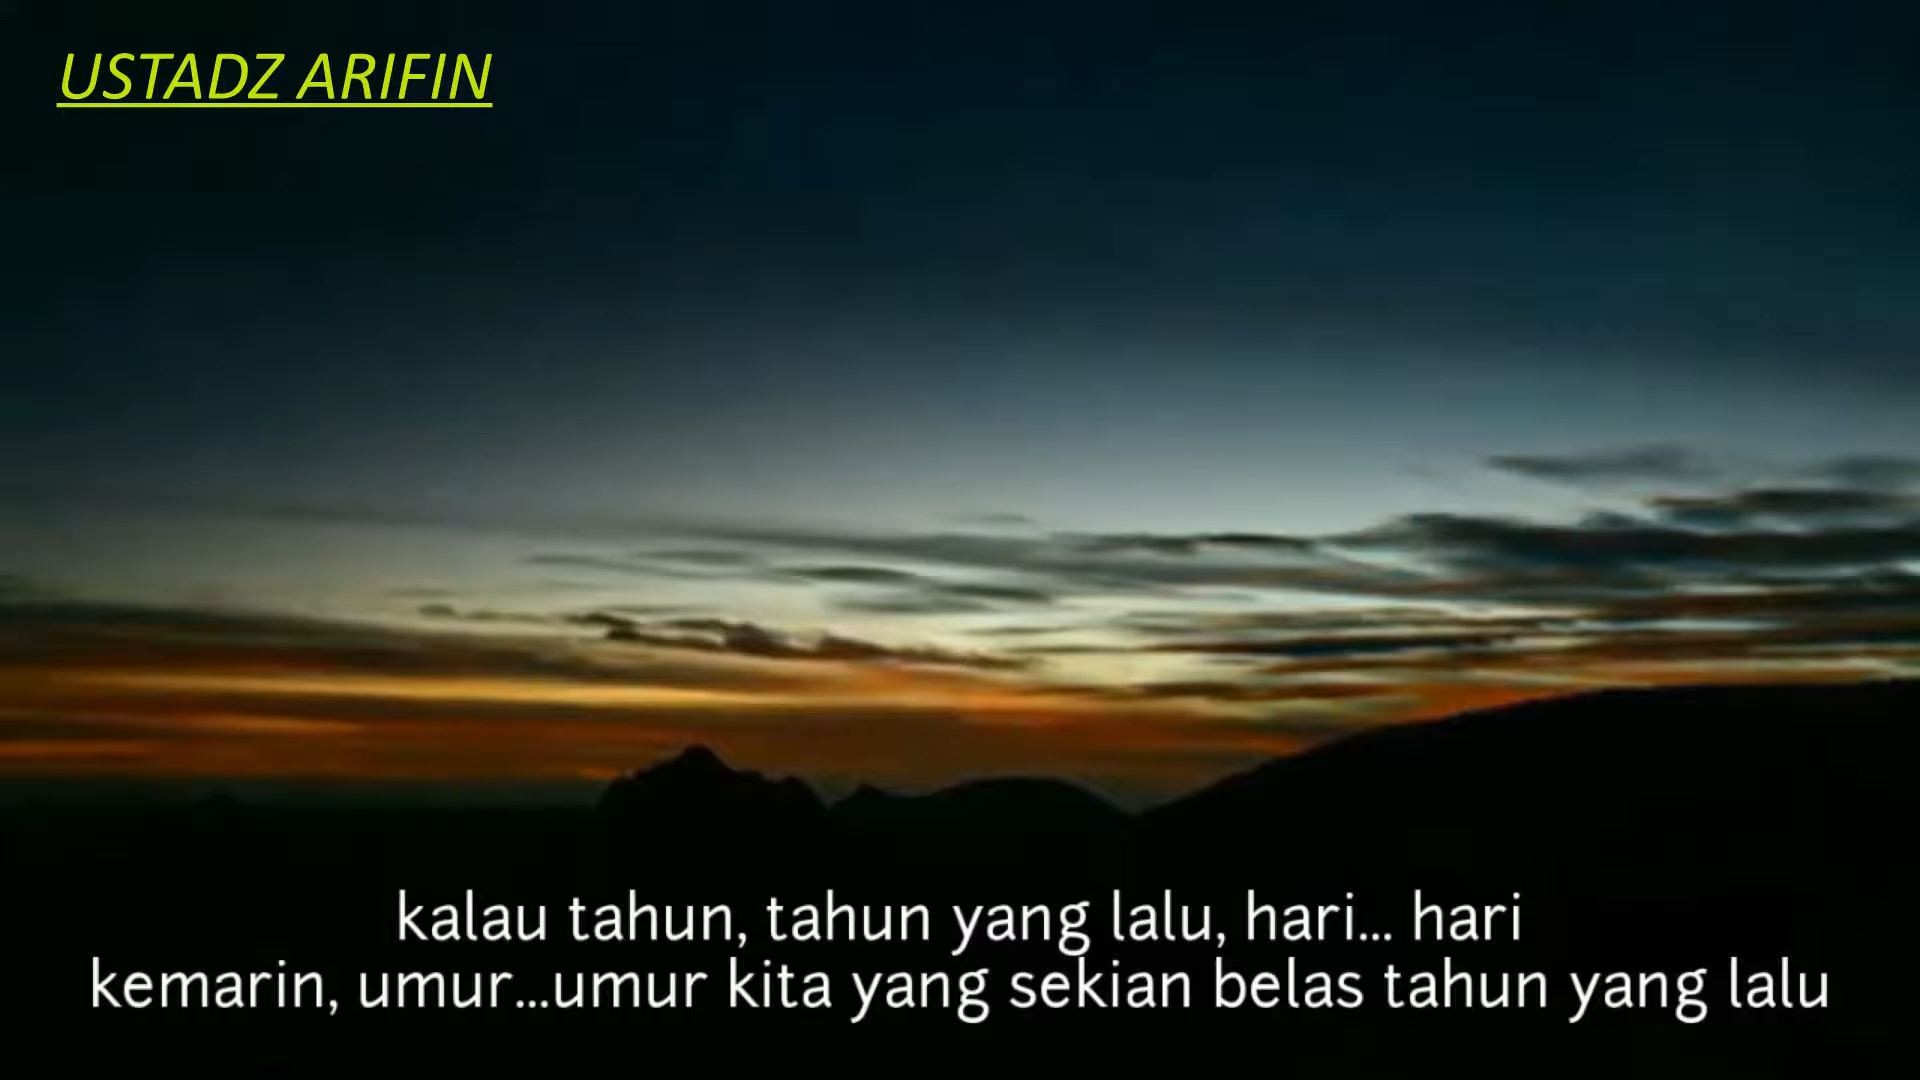 USTADZ ARIFIN
kalau tahun, tahun yang lalu, hari... hari
kemarin, umur...umur kita yang sekian belas tahun yang lalu